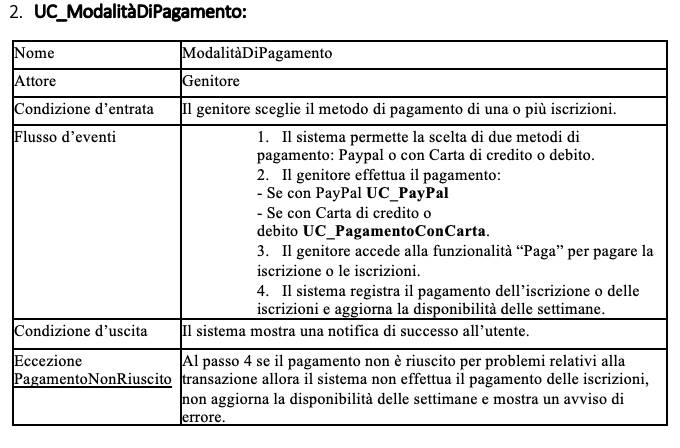 2. UC_ModalitàDiPagamento:
Nome ModalitàDiPagamento
Attore Genitore
Condizione d'entrata Il genitore sceglie il metodo di pagamento di una o più iscrizioni.
Flusso d'eventi 1. Il sistema permette la scelta di due metodi di
pagamento: Paypal o con Carta di credito o debito.
2. Il genitore effettua il pagamento:
- Se con PayPal UC_PayPal
- Se con Carta di credito o
debito UC_PagamentoConCarta.
3. Il genitore accede alla funzionalità “Paga” per pagare la
iscrizione o le iscrizioni.
4. Il sistema registra il pagamento dell'iscrizione o delle
iscrizioni e aggiorna la disponibilità delle settimane.
Condizione d'uscita Il sistema mostra una notifica di successo all'utente.
Eccezione Al passo 4 se il pagamento non è riuscito per problemi relativi alla
PagamentoNonRiuscito transazione allora il sistema non effettua il pagamento delle iscrizioni,
non aggiorna la disponibilità delle settimane e mostra un avviso di
errore.